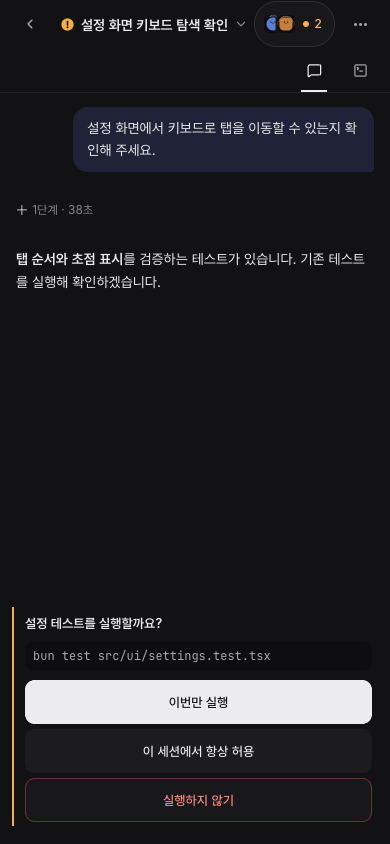 설정 화면 키보드 탐색 확인
2
설정 화면에서 키보드로 탭을 이동할 수 있는지 확
인해 주세요.
1단계 · 38초
탭 순서와 초점 표시를 검증하는 테스트가 있습니다. 기존 테스트
를 실행해 확인하겠습니다.
설정 테스트를 실행할까요?
bun test src/ui/settings.test.tsx
이번만 실행
이 세션에서 항상 허용
실행하지 않기